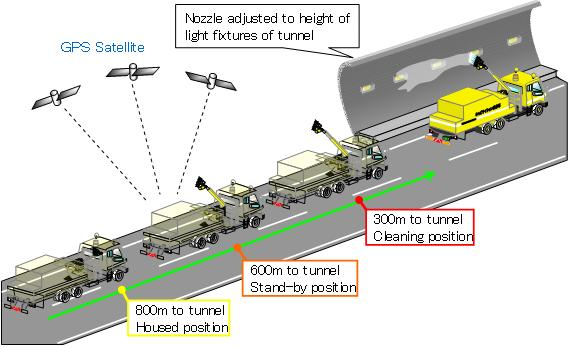 Nozzle adjusted to height of
light fixtures of tunnel
GPS Satellite
300m to tunnel
Cleaning position
600m to tunnel
Stand-by position
800m to tunnel
Housed position